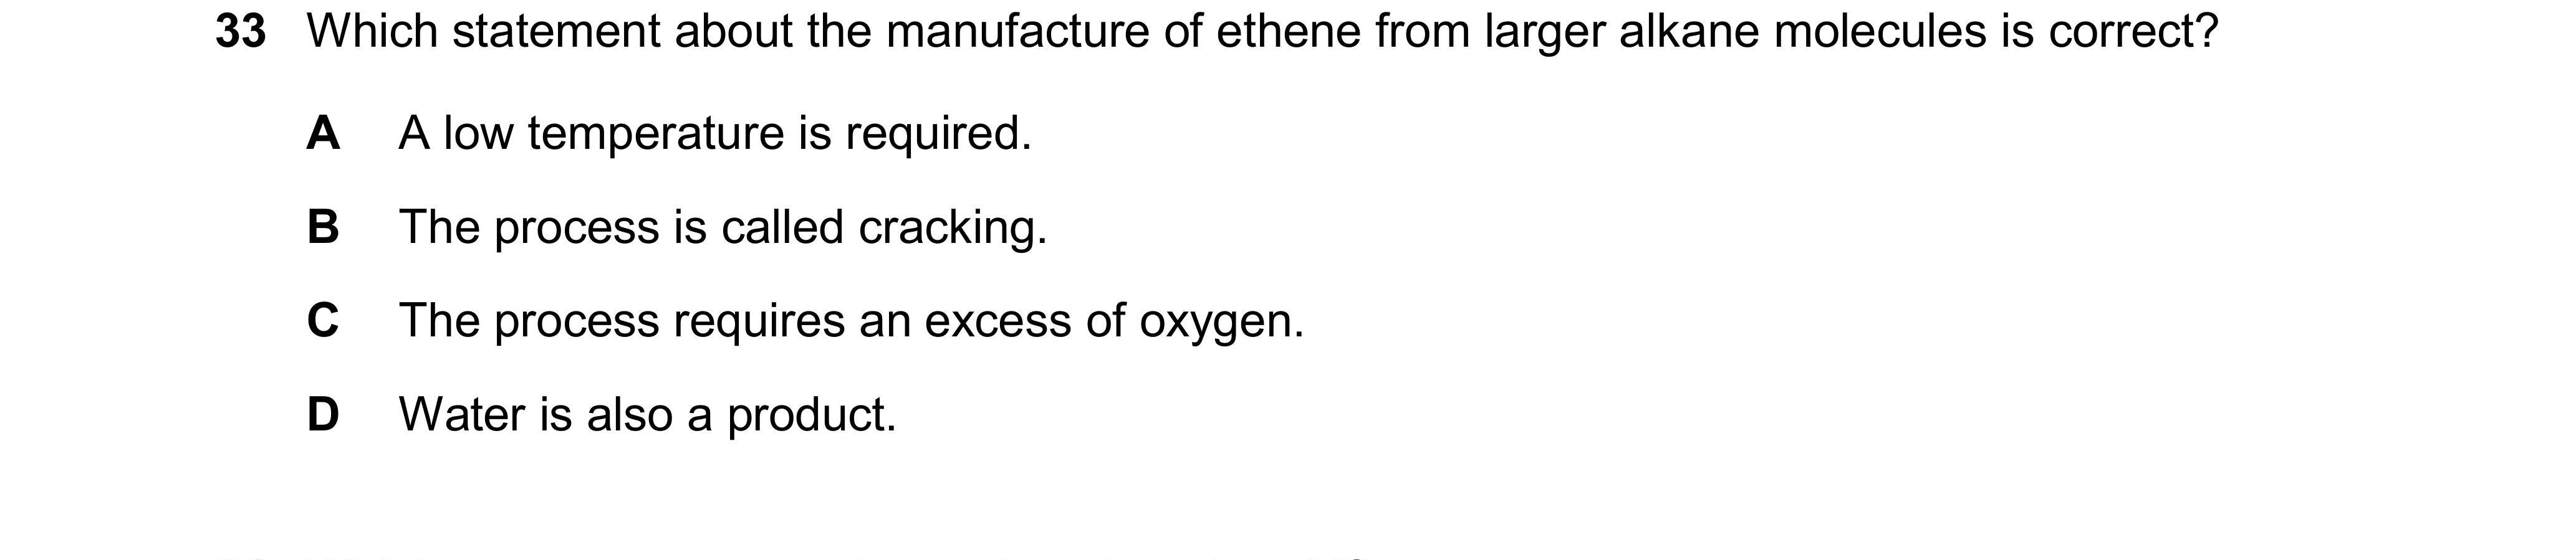 33 Which statement about the manufacture of ethene from larger alkane molecules is correct?
A A low temperature is required.
B The process is called cracking.
C The process requires an excess of oxygen.
D Water is also a product.